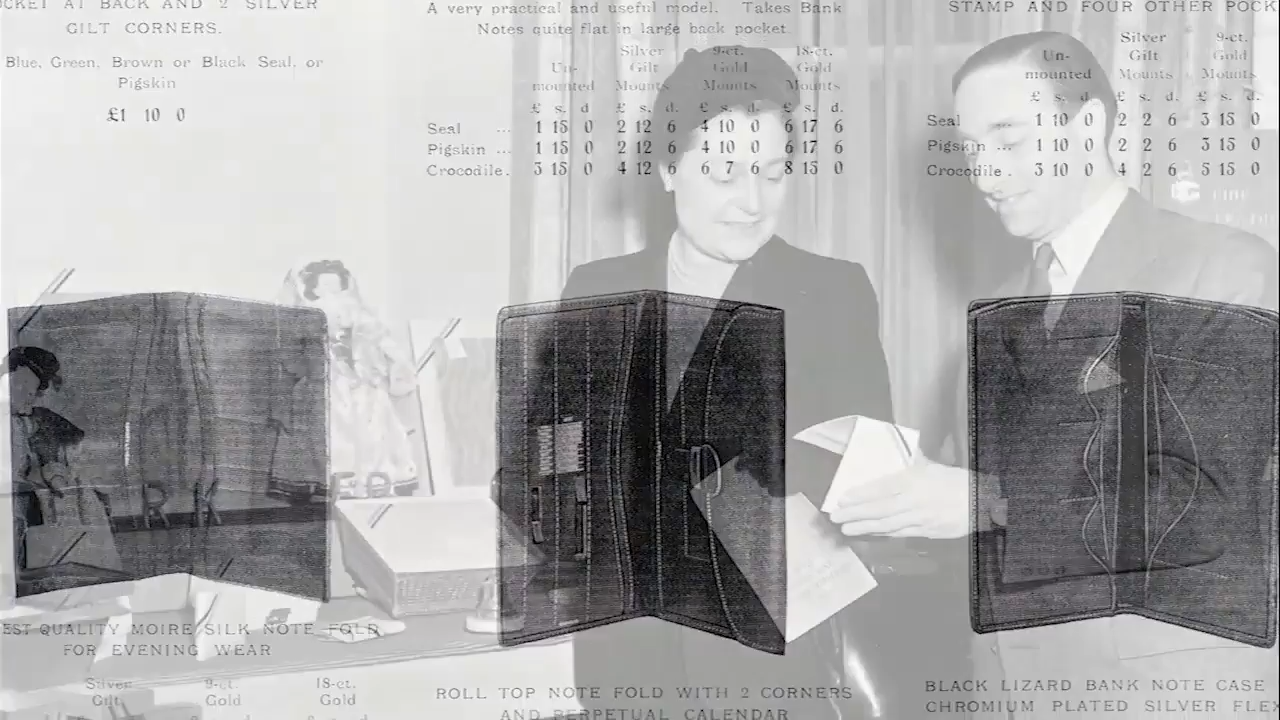 OCKET AT BACK AND 2 SILVER
GILT CORNERS.
Blue, Green, Brown or Black Seal, or
Pigskin
£1 10 0
A very practical and useful model. Takes Bank
Notes quite flat in large back pocket.
Un-mounted Silver Gilt Mounts 9-ct. Gold Mounts 18-ct. Gold Mounts
£ s. d £ s. d. £ s. d. £ s. d.
Seal ... 1 15 0 2 12 6 4 10 0 6 17 6
Pigskin ... 1 15 0 2 12 6 4 10 0 6 17 6
Crocodile. 3 15 0 4 12 6 6 7 6 8 15 0
STAMP AND FOUR OTHER POCK
Un-mounted Silver Gilt Mounts 9-ct. Gold Mounts
£ s. d. £ s. d. £ s. d.
Seal 1 10 0 2 2 6 3 15 0
Pigskin ... 1 10 0 2 2 6 3 15 0
Crocodile . 3 10 0 4 2 6 5 15 0
EST QUALITY MOIRE SILK NOTE FOLD
FOR EVENING WEAR
Silver Gilt. 9-ct. Gold 18-ct. Gold
ROLL TOP NOTE FOLD WITH 2 CORNERS
AND PERPETUAL CALENDAR
BLACK LIZARD BANK NOTE CASE
CHROMIUM PLATED SILVER FLE